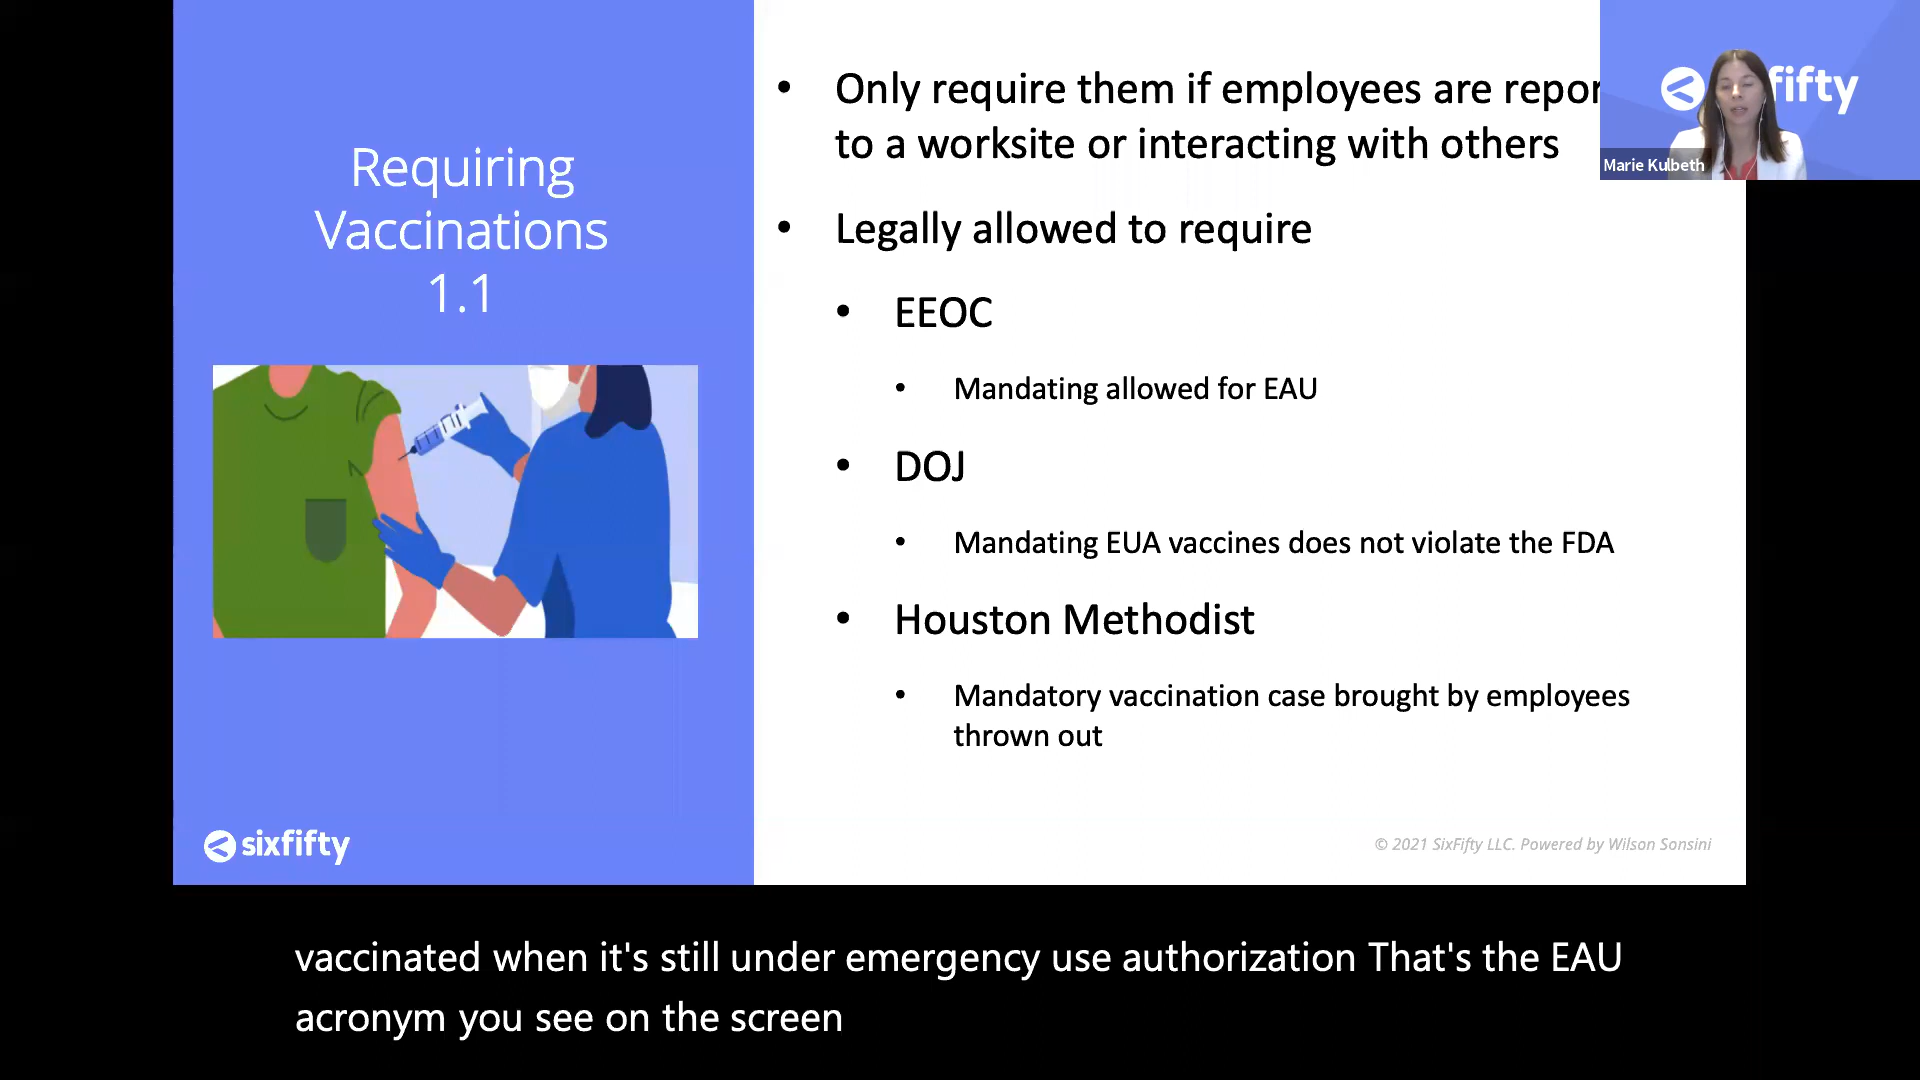 Requiring
Vaccinations
1.1
sixfifty
• Only require them if employees are repor
to a worksite or interacting with others
• Legally allowed to require
• EEOC
• Mandating allowed for EAU
• DOJ
• Mandating EUA vaccines does not violate the FDA
• Houston Methodist
• Mandatory vaccination case brought by employees
thrown out
© 2021 SixFifty LLC. Powered by Wilson Sonsini
fifty
Marie Kulbeth
vaccinated when it's still under emergency use authorization That's the EAU
acronym you see on the screen